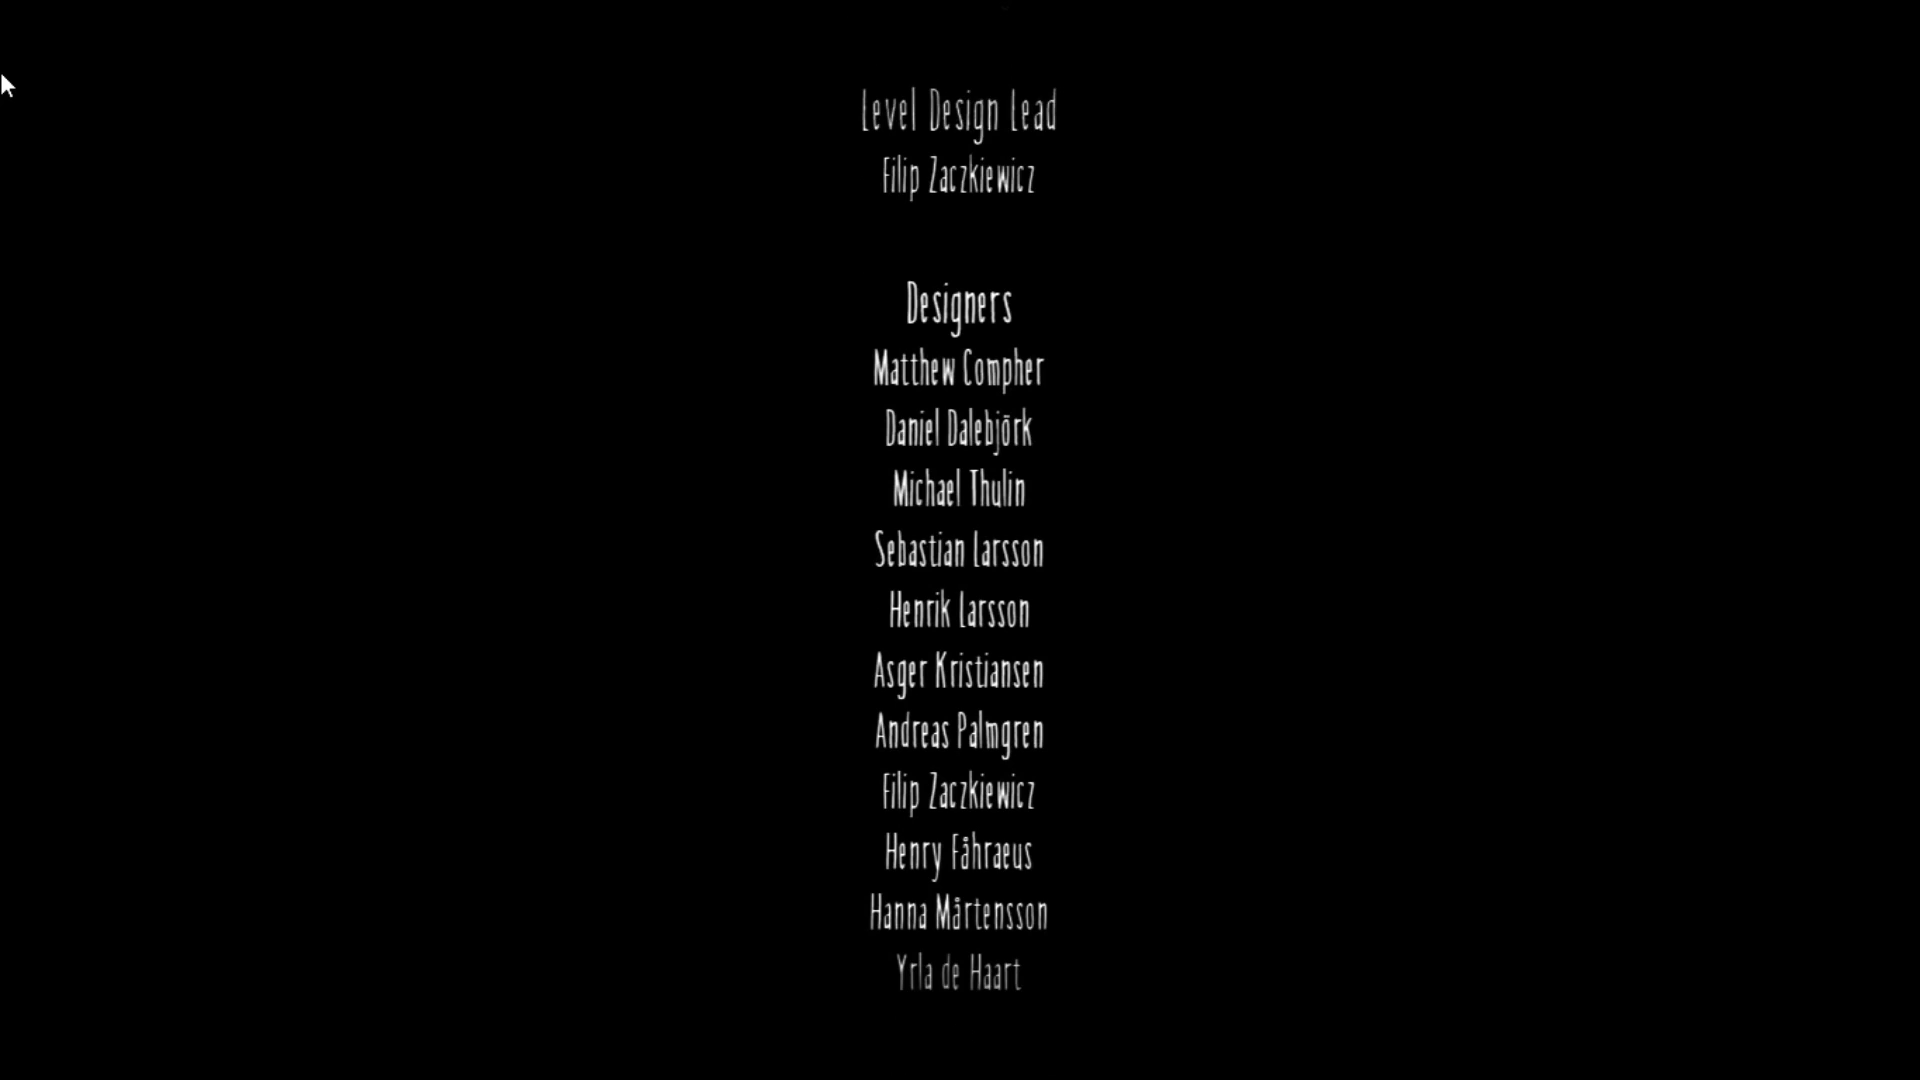 Level Design Lead
Filip Zaczkiewicz
Designers
Matthew Compher
Daniel Dalebjörk
Michael Thulin
Sebastian Larsson
Henrik Larsson
Asger Kristiansen
Andreas Palmgren
Filip Zaczkiewicz
Henry Fåhraeus
Hanna Mårtensson
Yrla de Haart